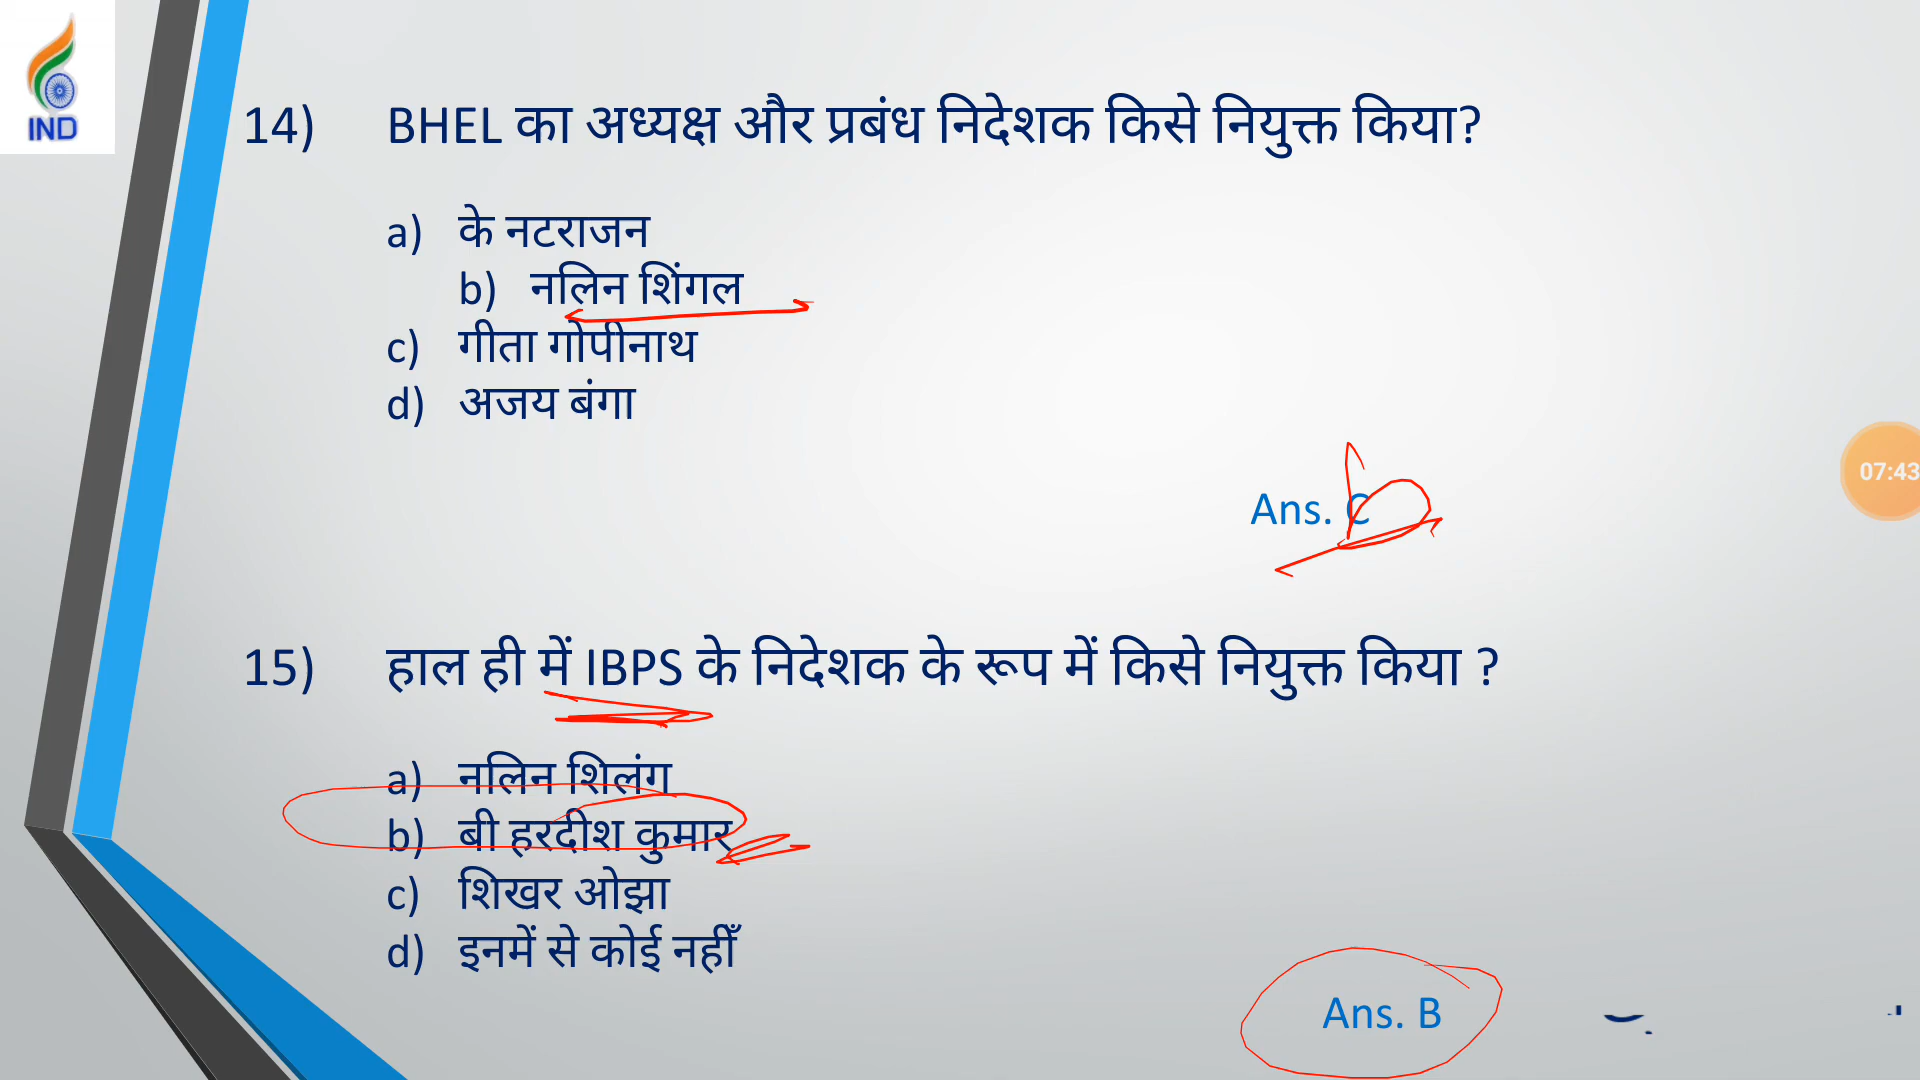 IND
14) BHEL का अध्यक्ष और प्रबंध निदेशक किसे नियुक्त किया?
a) के नटराजन
b) नलिन शिंगल
c) गीता गोपीनाथ
d) अजय बंगा
Ans. C
b
07:43
15) हाल ही में IBPS के निदेशक के रूप में किसे नियुक्त किया ?
a) नलिन शिलंग
b) बी हरदीश कुमार
c) शिखर ओझा
d) इनमें से कोई नहीँ
Ans. B